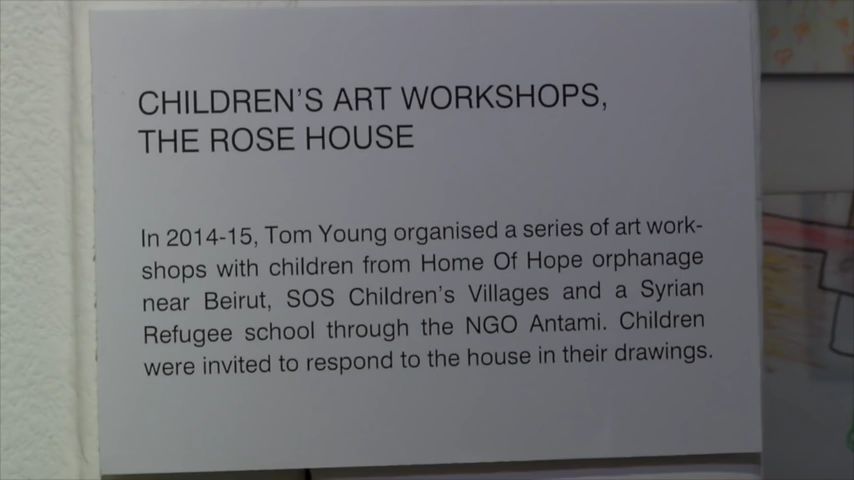 CHILDREN'S ART WORKSHOPS,
THE ROSE HOUSE
In 2014-15, Tom Young organised a series of art work-
shops with children from Home Of Hope orphanage
near Beirut, SOS Children's Villages and a Syrian
Refugee school through the NGO Antami. Children
were invited to respond to the house in their drawings.